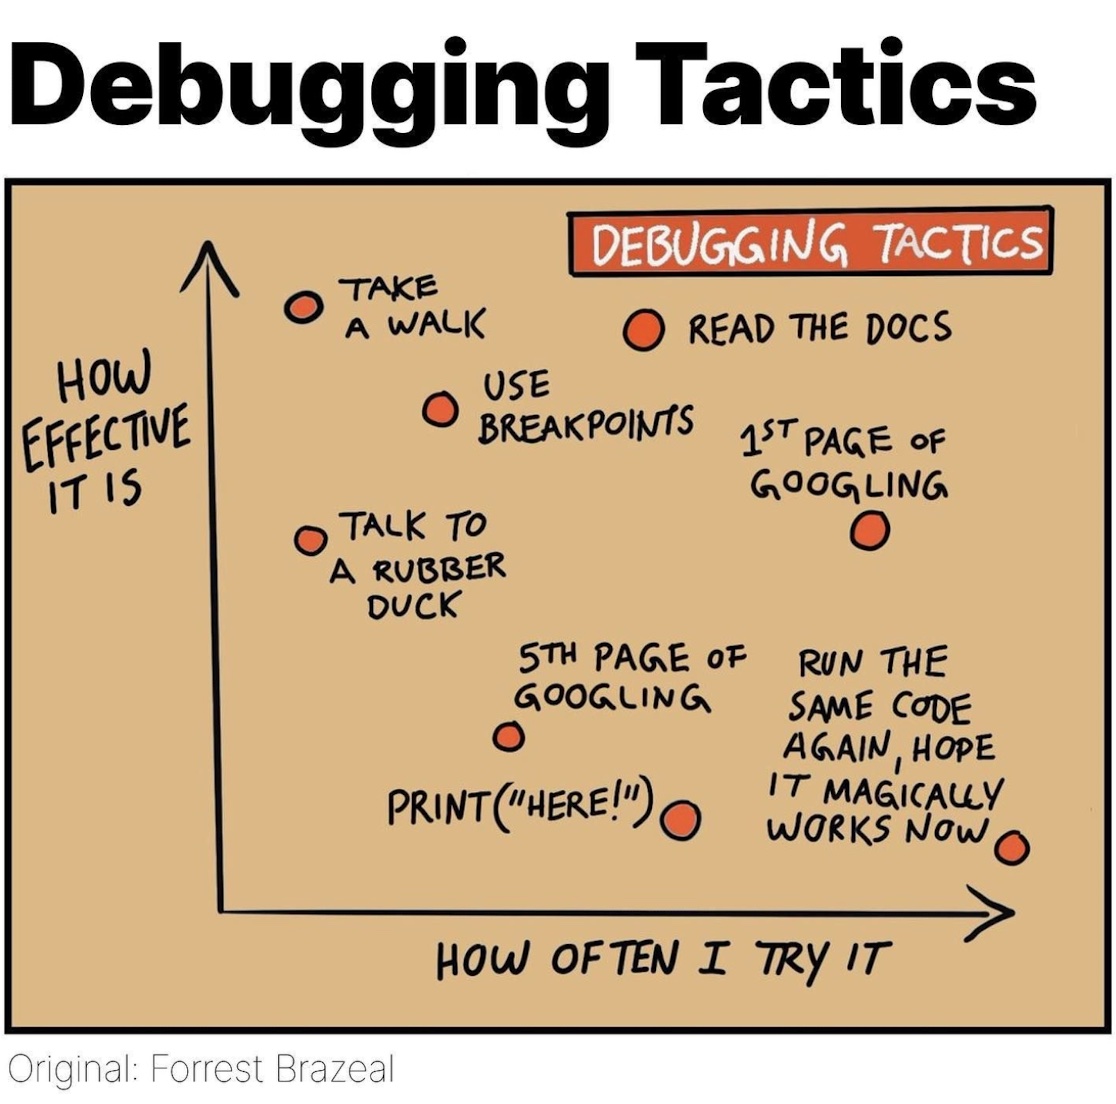 Debugging Tactics
DEBUGGING TACTICS
TAKE
A WALK
READ THE DOCS
HOW
EFFECTIVE
IT IS
USE
BREAKPOINTS
1ST PAGE OF
GOOGLING
TALK TO
A RUBBER
DUCK
5TH PAGE OF
GOOGLING
RUN THE
SAME CODE
AGAIN, HOPE
IT MAGICALLY
WORKS NOW
PRINT("HERE!")
HOW OFTEN I TRY IT
Original: Forrest Brazeal